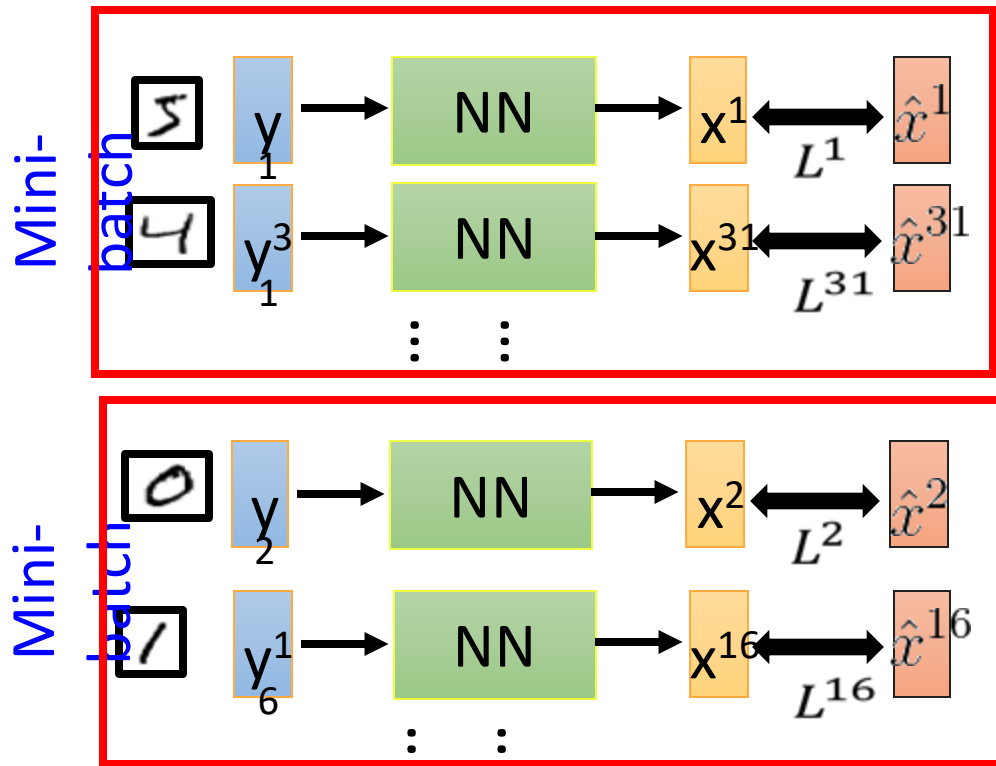 Mini-
batch
5
y
1
NN
x¹
L¹
x̂¹
4
y³
1
NN
x³¹
L³¹
x̂³¹
Mini-
batch
0
y
2
NN
x²
L²
x̂²
1
y¹
6
NN
x¹⁶
L¹⁶
x̂¹⁶